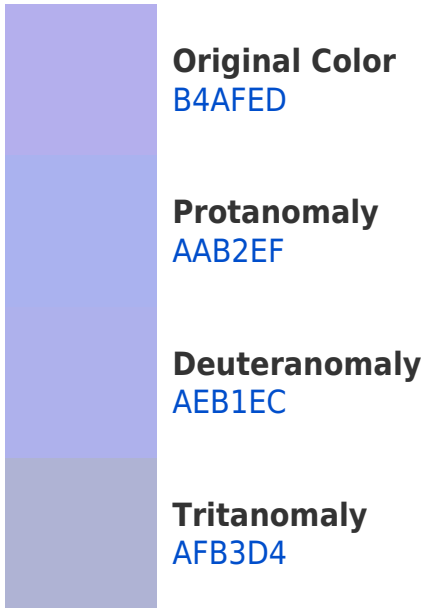 Original Color
B4AFED
Protanomaly
AAB2EF
Deuteranomaly
AEB1EC
Tritanomaly
AFB3D4